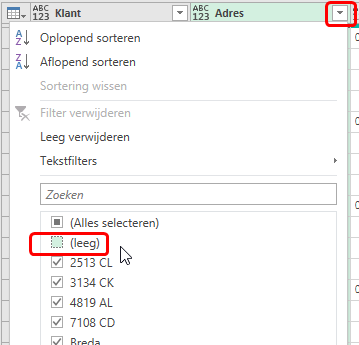 ABC 123 Klant ABC 123 Adres
A Z Oplopend sorteren
Z A Aflopend sorteren
Sortering wissen
Filter verwijderen
Leeg verwijderen
Tekstfilters
Zoeken
(Alles selecteren)
(leeg)
2513 CL
3134 CK
4819 AL
7108 CD
Breda